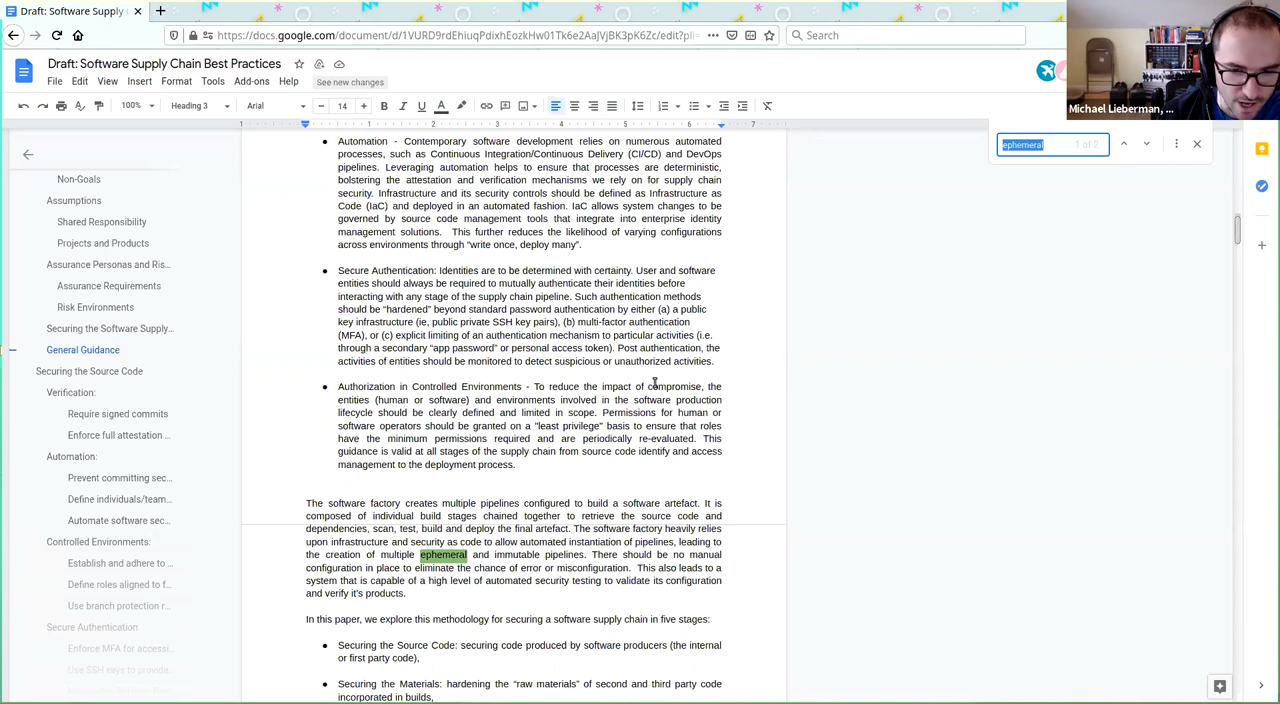 Draft: Software Supply
https://docs.google.com/document/d/1VURD9rdEhiuqPdixhEozkHw01Tk6e2AaJVjBK3pK6Zc/edit?pli=
Search
Draft: Software Supply Chain Best Practices
File Edit View Insert Format Tools Add-ons Help See new changes
100% Heading 3 Arial 14 B I U A
1 1 2 3 4 5 6 7
Michael Lieberman, ...
ephemeral 1 of 2
Non-Goals
Assumptions
Shared Responsibility
Projects and Products
Assurance Personas and Ris...
Assurance Requirements
Risk Environments
Securing the Software Supply...
General Guidance
Securing the Source Code
Verification:
Require signed commits
Enforce full attestation ...
Automation:
Prevent committing sec...
Define individuals/team...
Automate software sec...
Controlled Environments:
Establish and adhere to ...
Define roles aligned to f...
Use branch protection r...
Secure Authentication
Enforce MFA for accessi...
Use SSH keys to provide...
● Automation - Contemporary software development relies on numerous automated
processes, such as Continuous Integration/Continuous Delivery (CI/CD) and DevOps
pipelines. Leveraging automation helps to ensure that processes are deterministic,
bolstering the attestation and verification mechanisms we rely on for supply chain
security. Infrastructure and its security controls should be defined as Infrastructure as
Code (IaC) and deployed in an automated fashion. IaC allows system changes to be
governed by source code management tools that integrate into enterprise identity
management solutions. This further reduces the likelihood of varying configurations
across environments through “write once, deploy many”.
● Secure Authentication: Identities are to be determined with certainty. User and software
entities should always be required to mutually authenticate their identities before
interacting with any stage of the supply chain pipeline. Such authentication methods
should be “hardened” beyond standard password authentication by either (a) a public
key infrastructure (ie, public private SSH key pairs), (b) multi-factor authentication
(MFA), or (c) explicit limiting of an authentication mechanism to particular activities (i.e.
through a secondary “app password” or personal access token). Post authentication, the
activities of entities should be monitored to detect suspicious or unauthorized activities.
● Authorization in Controlled Environments - To reduce the impact of compromise, the
entities (human or software) and environments involved in the software production
lifecycle should be clearly defined and limited in scope. Permissions for human or
software operators should be granted on a "least privilege" basis to ensure that roles
have the minimum permissions required and are periodically re-evaluated. This
guidance is valid at all stages of the supply chain from source code identify and access
management to the deployment process.
The software factory creates multiple pipelines configured to build a software artefact. It is
composed of individual build stages chained together to retrieve the source code and
dependencies, scan, test, build and deploy the final artefact. The software factory heavily relies
upon infrastructure and security as code to allow automated instantiation of pipelines, leading to
the creation of multiple ephemeral and immutable pipelines. There should be no manual
configuration in place to eliminate the chance of error or misconfiguration. This also leads to a
system that is capable of a high level of automated security testing to validate its configuration
and verify it’s products.
In this paper, we explore this methodology for securing a software supply chain in five stages:
● Securing the Source Code: securing code produced by software producers (the internal
or first party code),
● Securing the Materials: hardening the “raw materials” of second and third party code
incorporated in builds,